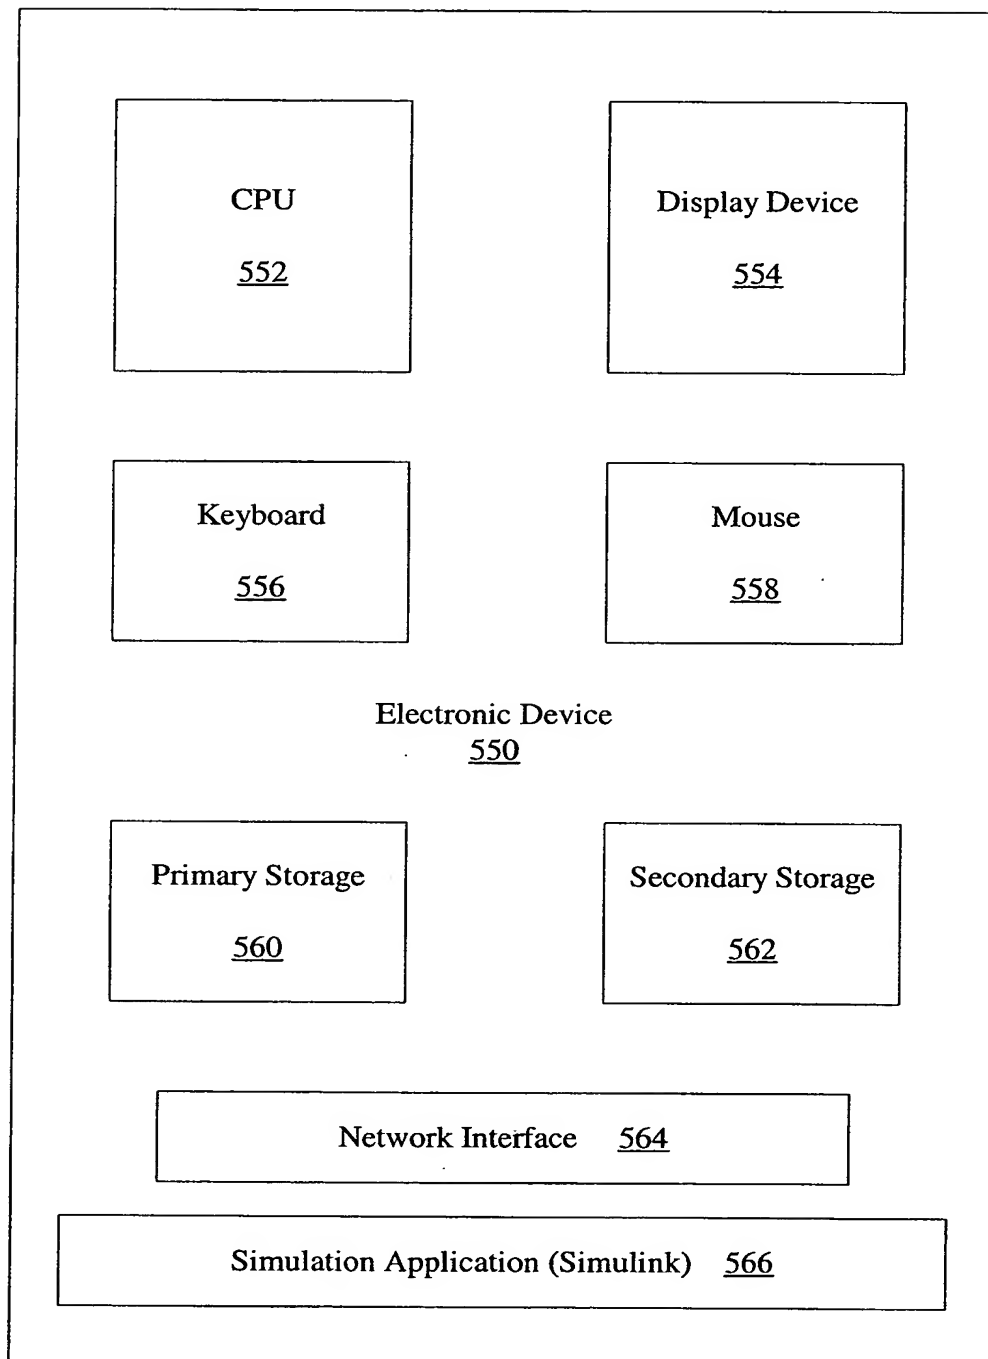 CPU
552
Display Device
554
Keyboard
556
Mouse
558
Electronic Device
550
Primary Storage
560
Secondary Storage
562
Network Interface 564
Simulation Application (Simulink) 566